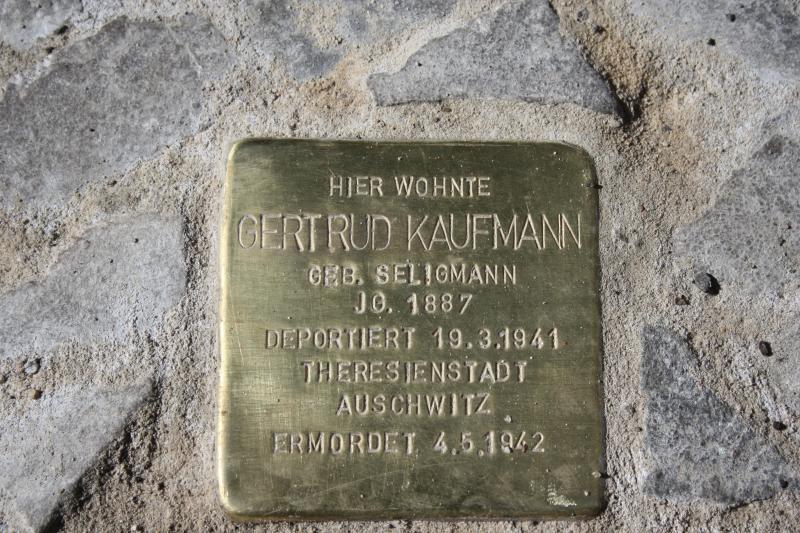 HIER WOHNTE
GERTRUD KAUFMANN
GEB. SELIGMANN
JG. 1887
DEPORTIERT 19.3.1941
THERESIENSTADT
AUSCHWITZ
ERMORDET 4.5.1942